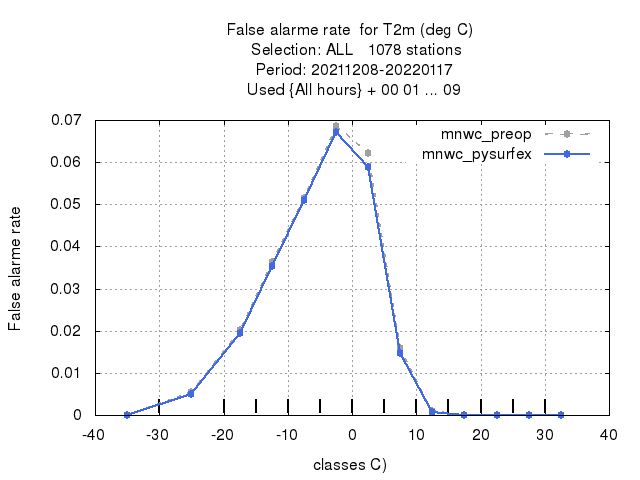 False alarme rate  for T2m (deg C)
Selection: ALL   1078 stations
Period: 20211208-20220117
Used {All hours} + 00 01 ... 09
mnwc_preop
mnwc_pysurfex
False alarme rate
0.07
0.06
0.05
0.04
0.03
0.02
0.01
0
-40 -30 -20 -10 0 10 20 30 40
classes C)